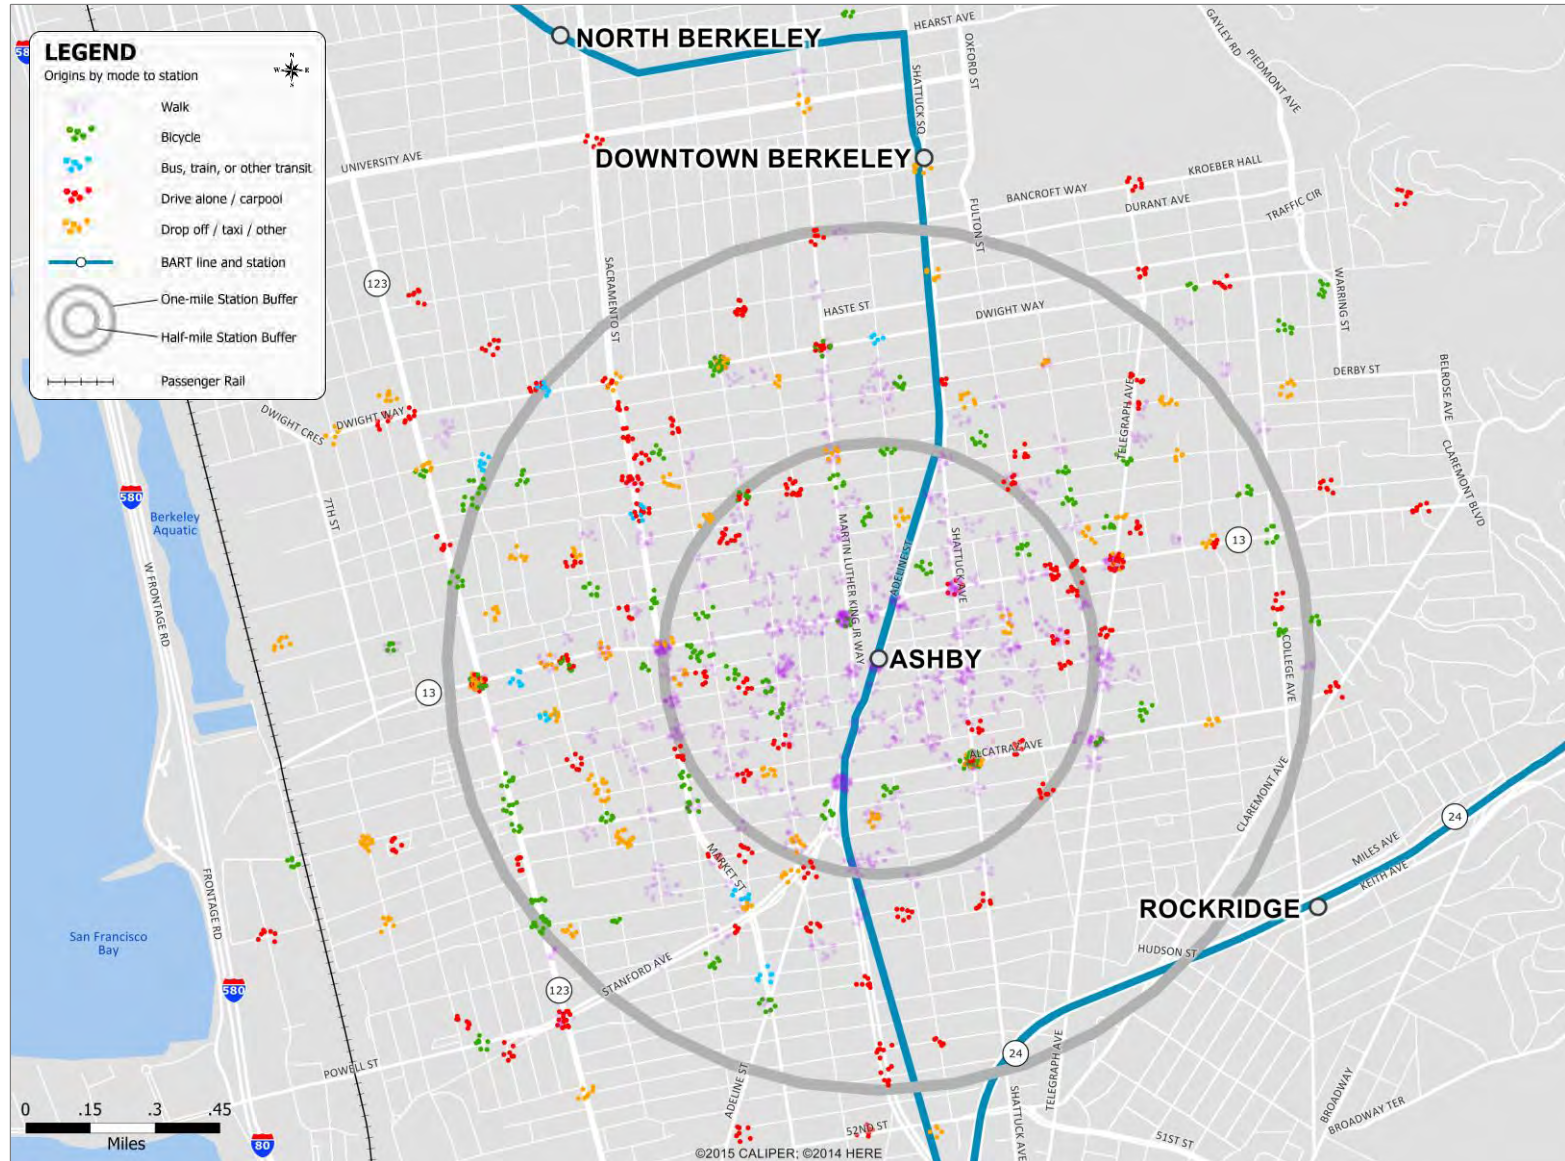 LEGEND
Origins by mode to station
N
W E
S
Walk
Bicycle
Bus, train, or other transit
Drive alone / carpool
Drop off / taxi / other
BART line and station
One-mile Station Buffer
Half-mile Station Buffer
Passenger Rail
NORTH BERKELEY
HEARST AVE
OXFORD ST
GAYLEY RD
PIEDMONT AVE
SHATTUCK SQ
UNIVERSITY AVE
DOWNTOWN BERKELEY
KROEBER HALL
BANCROFT WAY
DURANT AVE
TRAFFIC CIR
FULTON ST
WARRING ST
123
SACRAMENTO ST
HASTE ST
DWIGHT WAY
DERBY ST
BELROSE AVE
TELEGRAPH AVE
CLAREMONT BLVD
DWIGHT CRES
DWIGHT WAY
580
Berkeley
Aquatic
7TH ST
W FRONTAGE RD
MARTIN LUTHER KING JR WAY
ADELINE ST
SHATTUCK AVE
13
ASHBY
COLLEGE AVE
13
ALCATRAZ AVE
CLAREMONT AVE
24
MILES AVE
KEITH AVE
MARKET ST
ROCKRIDGE
HUDSON ST
FRONTAGE RD
San Francisco
Bay
580
STANFORD AVE
123
24
POWELL ST
TELEGRAPH AVE
SHATTUCK AVE
ADELINE ST
BROADWAY
BROADWAY TER
52ND ST
51ST ST
0 .15 .3 .45
Miles
80
©2015 CALIPER; ©2014 HERE